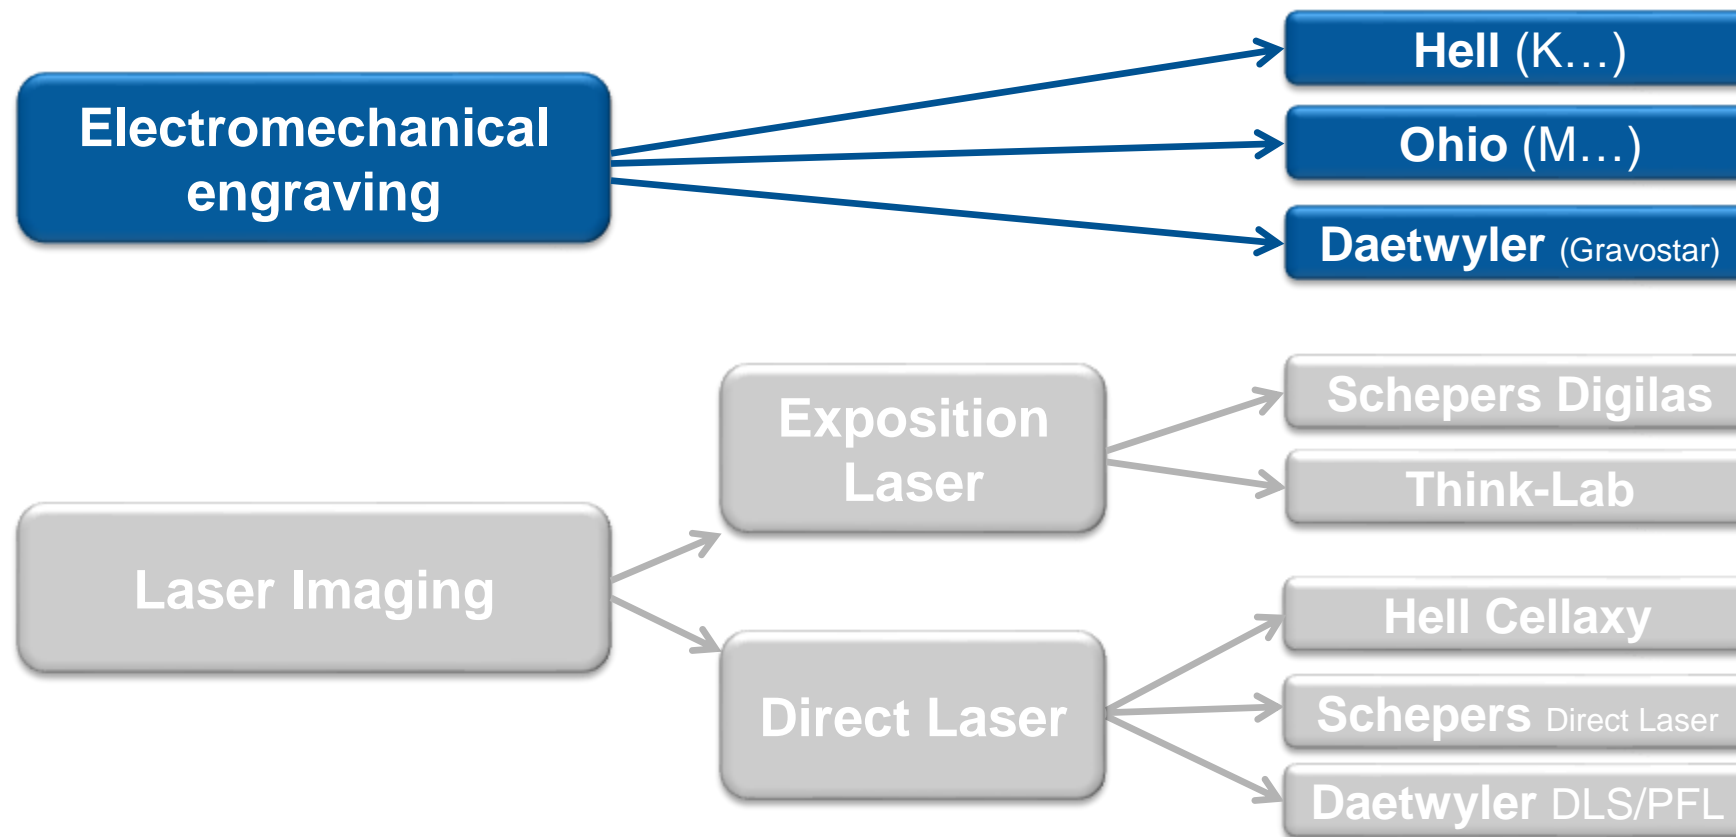 Electromechanical
engraving
Hell (K…)
Ohio (M…)
Daetwyler (Gravostar)
Laser Imaging
Exposition
Laser
Schepers Digilas
Think-Lab
Direct Laser
Hell Cellaxy
Schepers Direct Laser
Daetwyler DLS/PFL